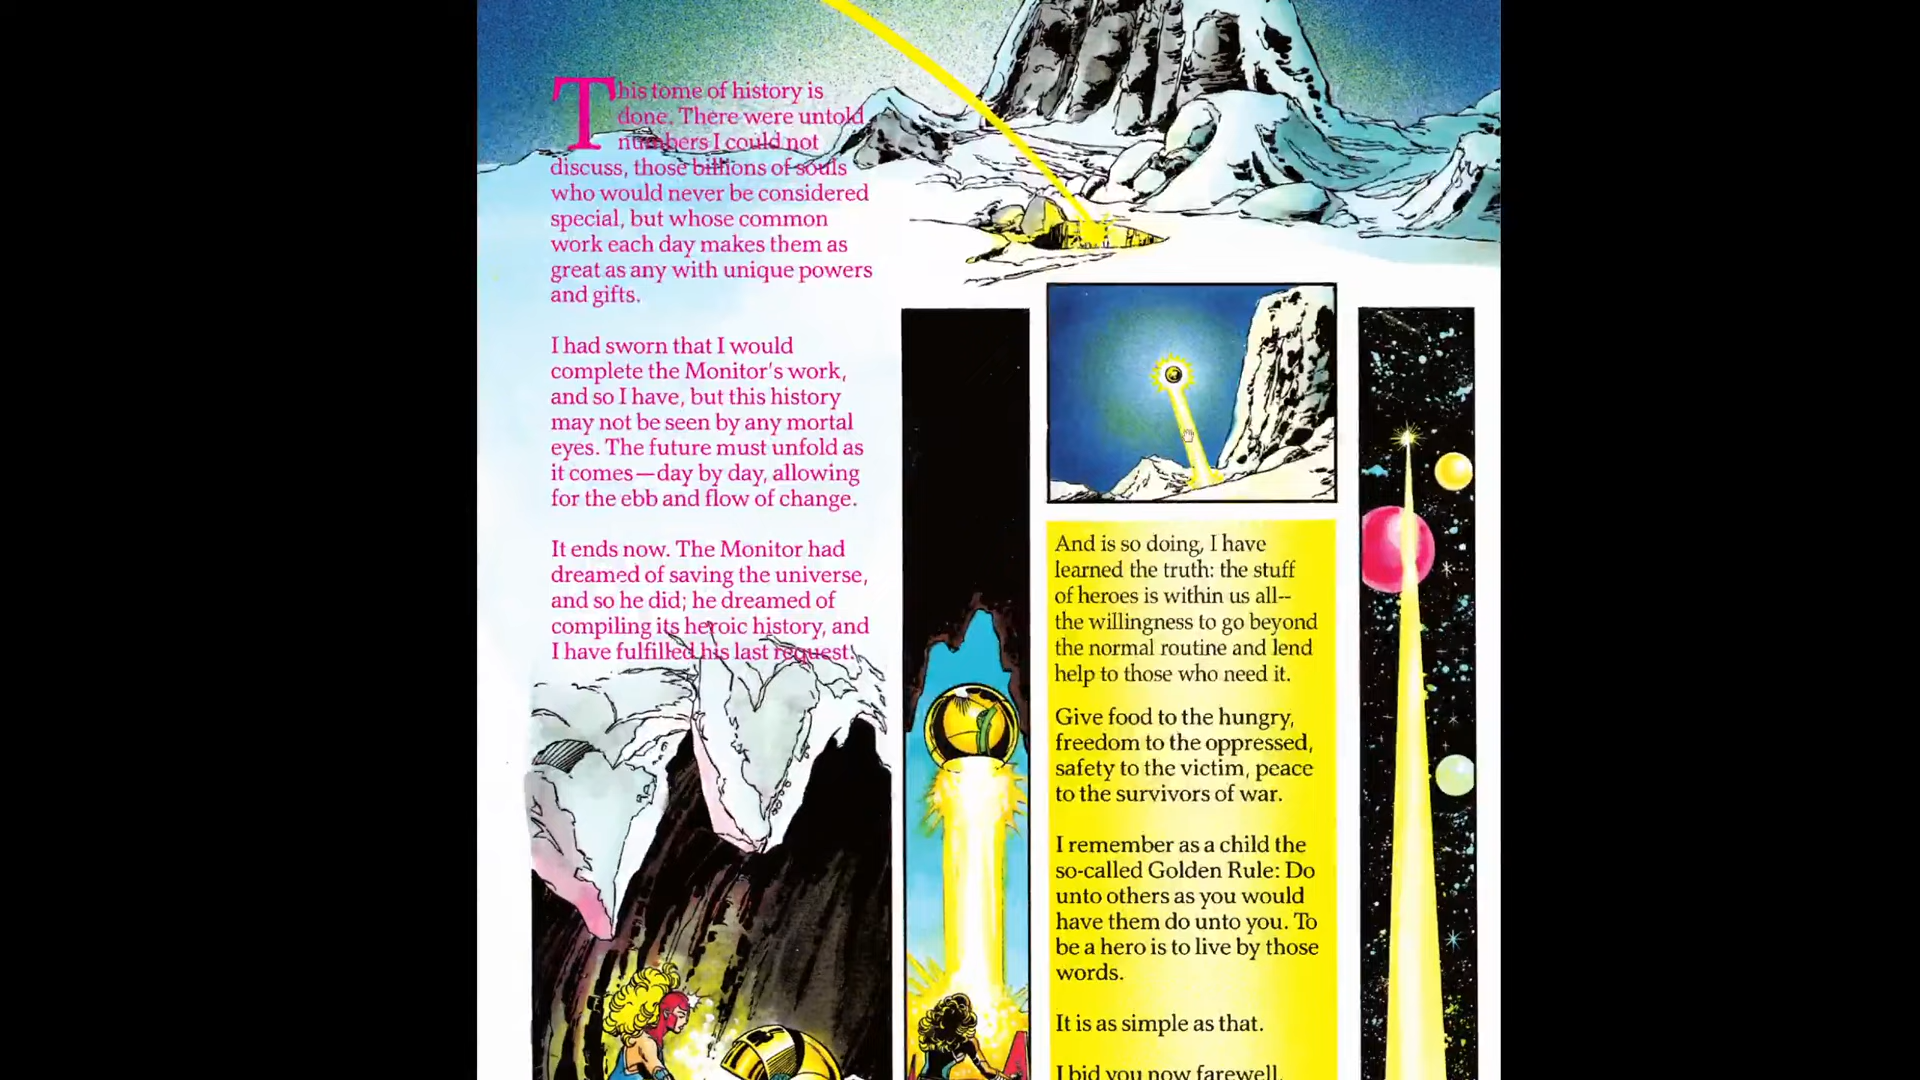 This tome of history is
done. There were untold
numbers I could not
discuss, those billions of souls
who would never be considered
special, but whose common
work each day makes them as
great as any with unique powers
and gifts.
I had sworn that I would
complete the Monitor's work,
and so I have, but this history
may not be seen by any mortal
eyes. The future must unfold as
it comes—day by day, allowing
for the ebb and flow of change.
It ends now. The Monitor had
dreamed of saving the universe,
and so he did; he dreamed of
compiling its heroic history, and
I have fulfilled his last request.
And is so doing, I have
learned the truth: the stuff
of heroes is within us all--
the willingness to go beyond
the normal routine and lend
help to those who need it.
Give food to the hungry,
freedom to the oppressed,
safety to the victim, peace
to the survivors of war.
I remember as a child the
so-called Golden Rule: Do
unto others as you would
have them do unto you. To
be a hero is to live by those
words.
It is as simple as that.
I bid you now farewell.